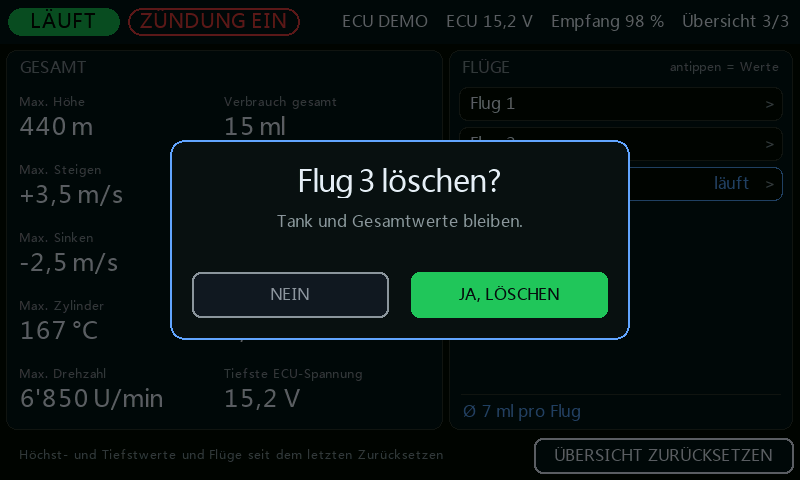 LÄUFT ZÜNDUNG EIN ECU DEMO ECU 15,2 V Empfang 98 % Übersicht 3/3
GESAMT
Max. Höhe
440 m
Verbrauch gesamt
15 ml
Max. Steigen
+3,5 m/s
Max. Sinken
-2,5 m/s
Max. Zylinder
167 °C
Max. Drehzahl
6'850 U/min
Tiefste ECU-Spannung
15,2 V
FLÜGE antippen = Werte
Flug 1 >
>
läuft >
Ø 7 ml pro Flug
Flug 3 löschen?
Tank und Gesamtwerte bleiben.
NEIN JA, LÖSCHEN
Höchst- und Tiefstwerte und Flüge seit dem letzten Zurücksetzen
ÜBERSICHT ZURÜCKSETZEN